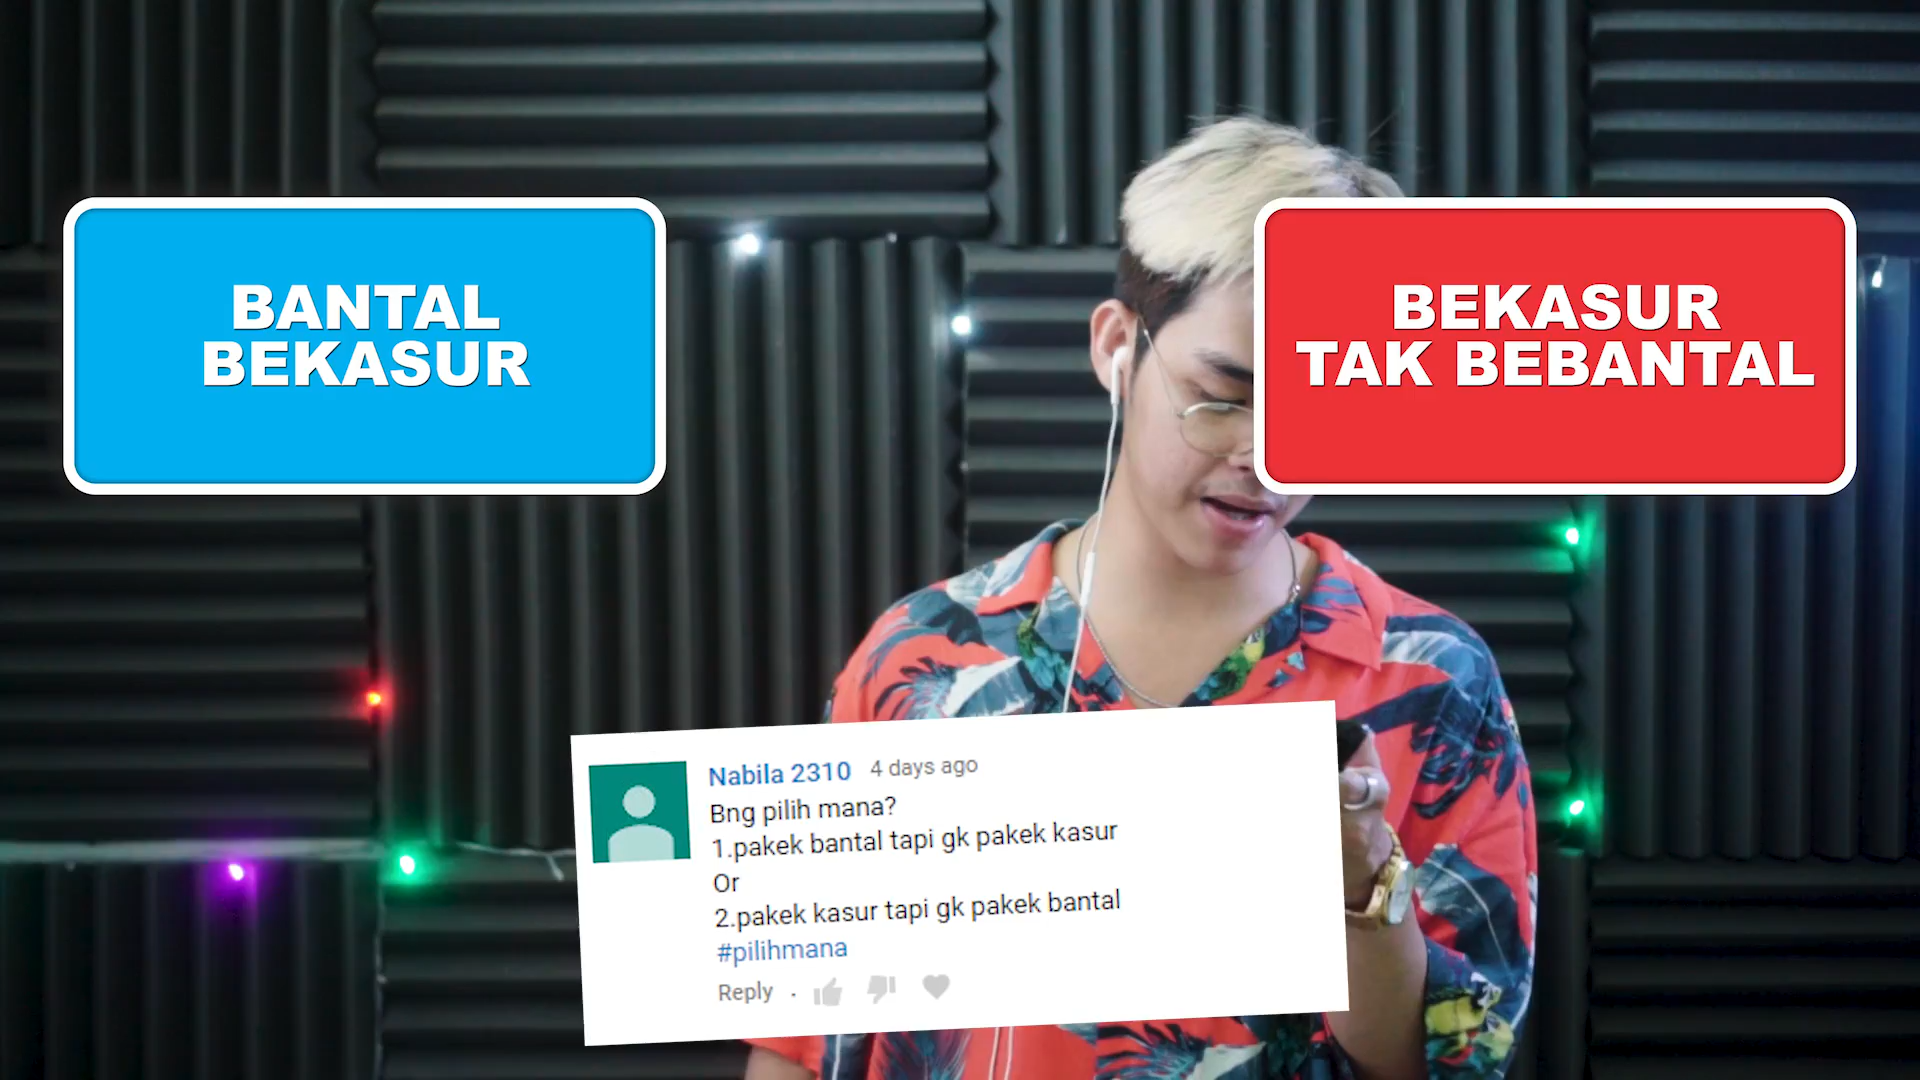 BANTAL
BEKASUR
BEKASUR
TAK BEBANTAL
Nabila 2310 4 days ago
Bng pilih mana?
1.pakek bantal tapi gk pakek kasur
Or
2.pakek kasur tapi gk pakek bantal
#pilihmana
Reply